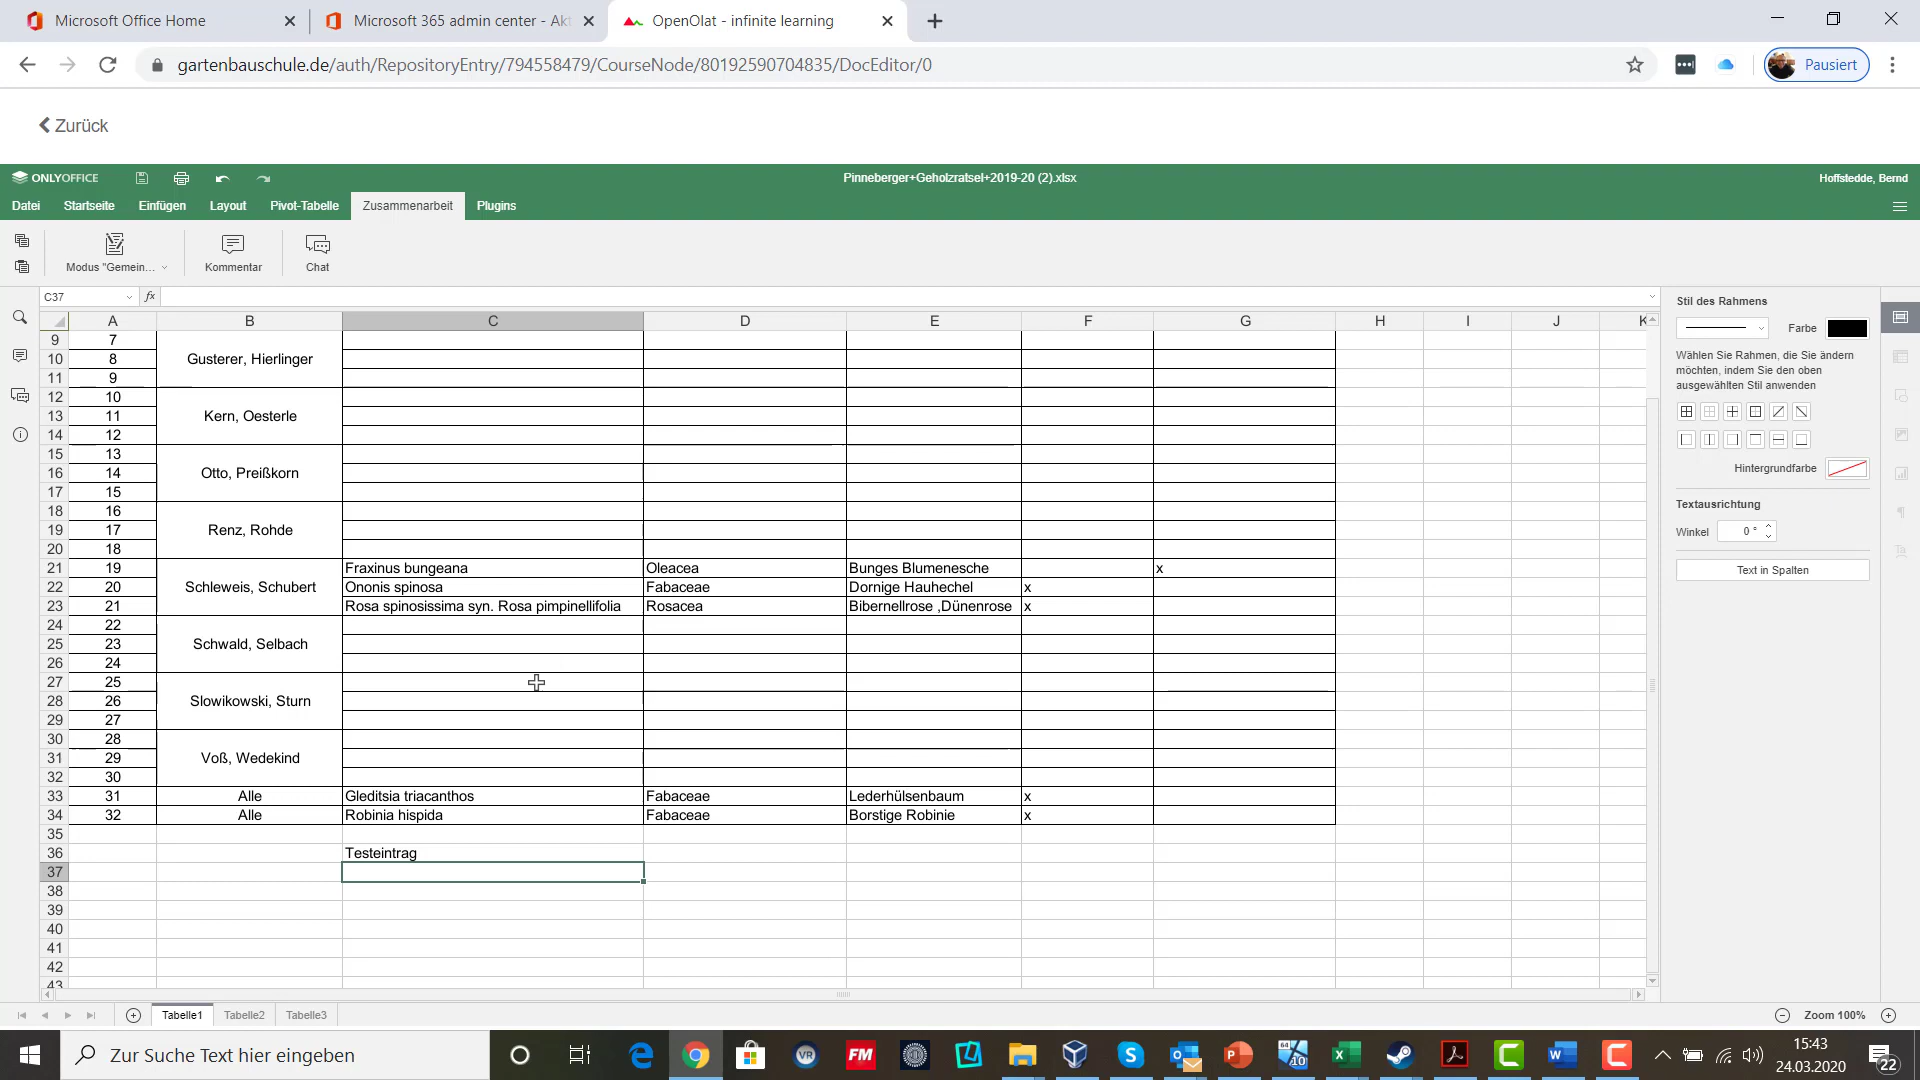 Microsoft Office Home
Microsoft 365 admin center - Akt
OpenOlat - infinite learning
gartenbauschule.de/auth/RepositoryEntry/794558479/CourseNode/80192590704835/DocEditor/0
Pausiert
Zurück
ONLYOFFICE
Pinneberger+Geholzratsel+2019-20 (2).xlsx
Hoffstedde, Bernd
Datei Startseite Einfügen Layout Pivot-Tabelle Zusammenarbeit Plugins
Modus "Gemein... Kommentar Chat
C37 fx
A B C D E F G H I J K
9 7
10 8 Gusterer, Hierlinger
11 9
12 10
13 11 Kern, Oesterle
14 12
15 13
16 14 Otto, Preißkorn
17 15
18 16
19 17 Renz, Rohde
20 18
21 19 Fraxinus bungeana Oleacea Bunges Blumenesche x
22 20 Schleweis, Schubert Ononis spinosa Fabaceae Dornige Hauhechel x
23 21 Rosa spinosissima syn. Rosa pimpinellifolia Rosacea Bibernellrose ,Dünenrose x
24 22
25 23 Schwald, Selbach
26 24
27 25
28 26 Slowikowski, Sturn
29 27
30 28
31 29 Voß, Wedekind
32 30
33 31 Alle Gleditsia triacanthos Fabaceae Lederhülsenbaum x
34 32 Alle Robinia hispida Fabaceae Borstige Robinie x
35
36 Testeintrag
37
38
39
40
41
42
43
Stil des Rahmens
Farbe
Wählen Sie Rahmen, die Sie ändern
möchten, indem Sie den oben
ausgewählten Stil anwenden
Hintergrundfarbe
Textausrichtung
Winkel 0 °
Text in Spalten
Tabelle1 Tabelle2 Tabelle3
Zoom 100%
Zur Suche Text hier eingeben
VR
FM
64
10
15:43
24.03.2020
22